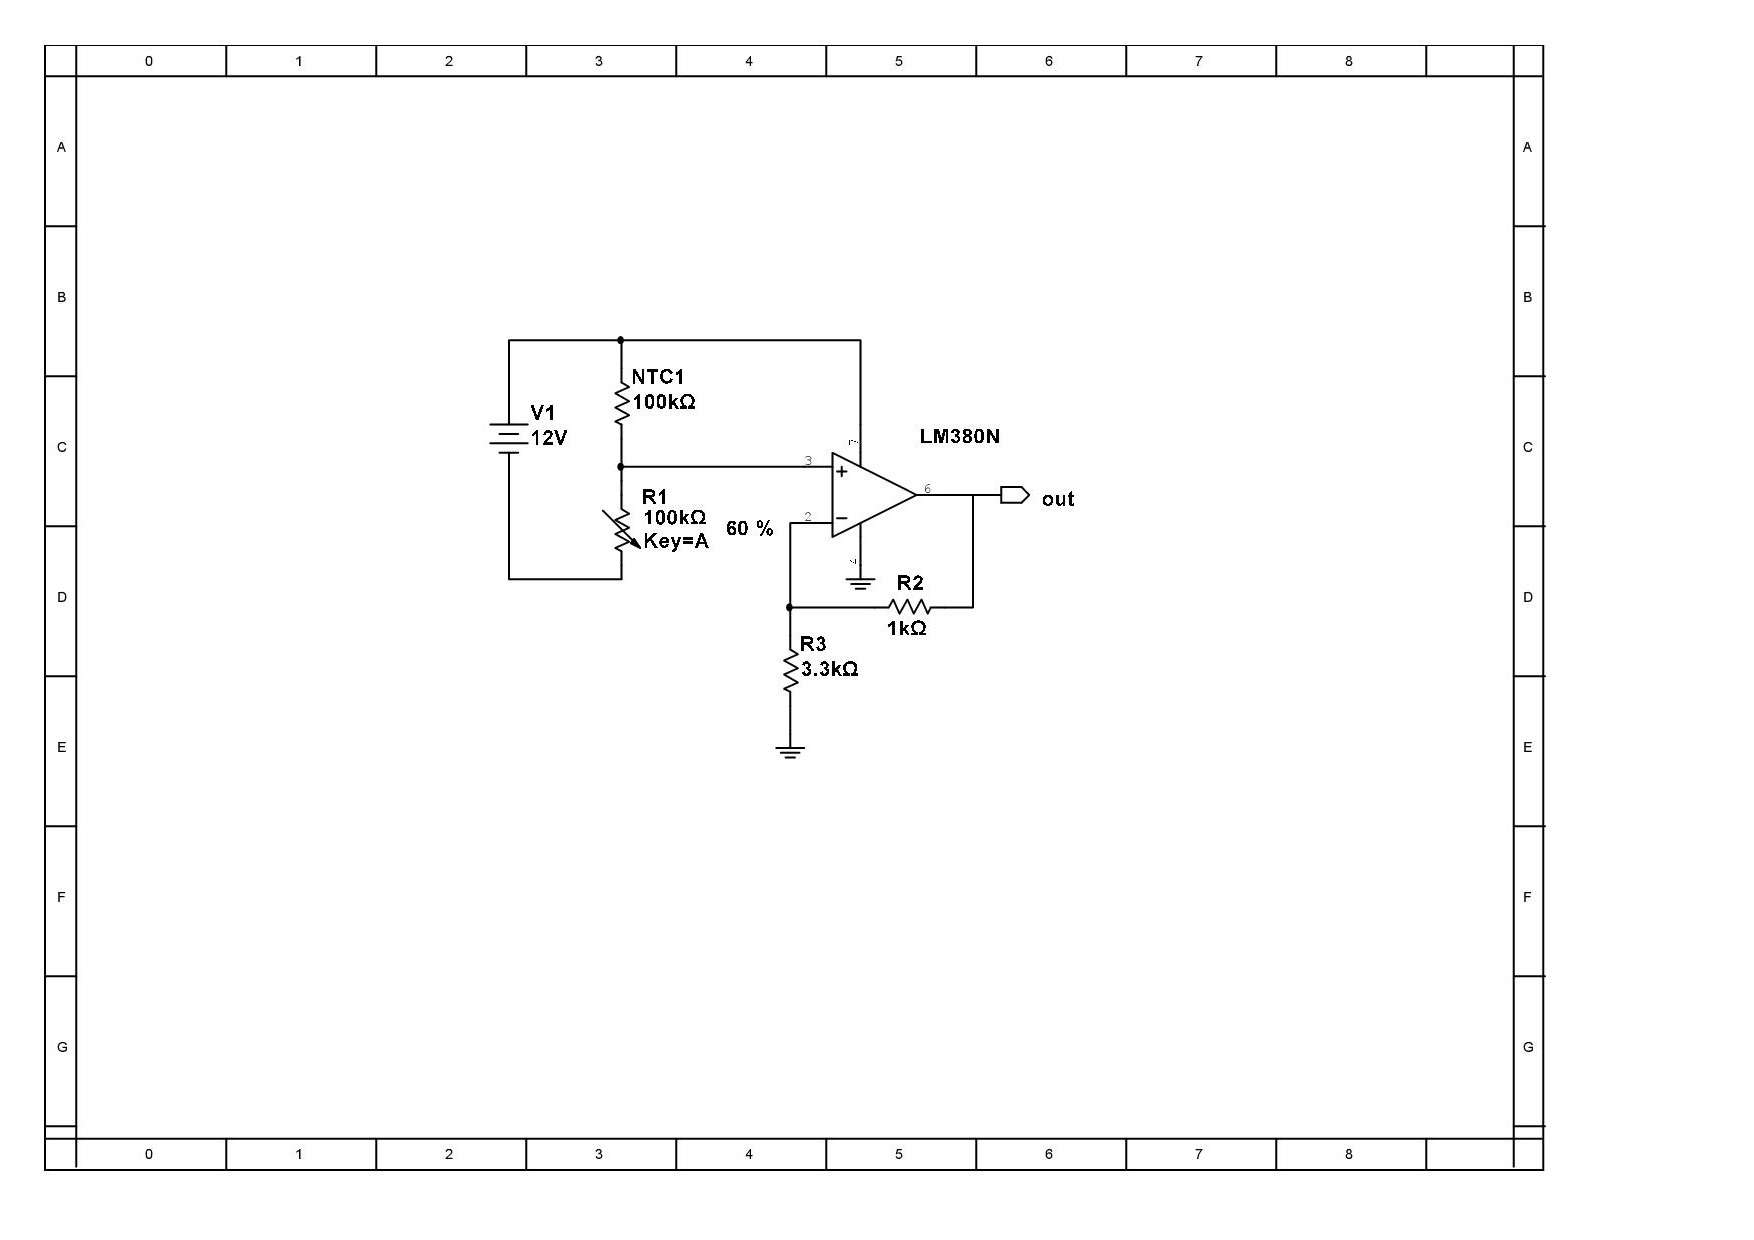 0 1 2 3 4 5 6 7 8
A A
B B
NTC1
100kΩ
V1
12V
C C
LM380N
7
3
+
6
out
R1
100kΩ
Key=A
60 %
2
−
4
D D
R2
1kΩ
R3
3.3kΩ
E E
F F
G G
0 1 2 3 4 5 6 7 8